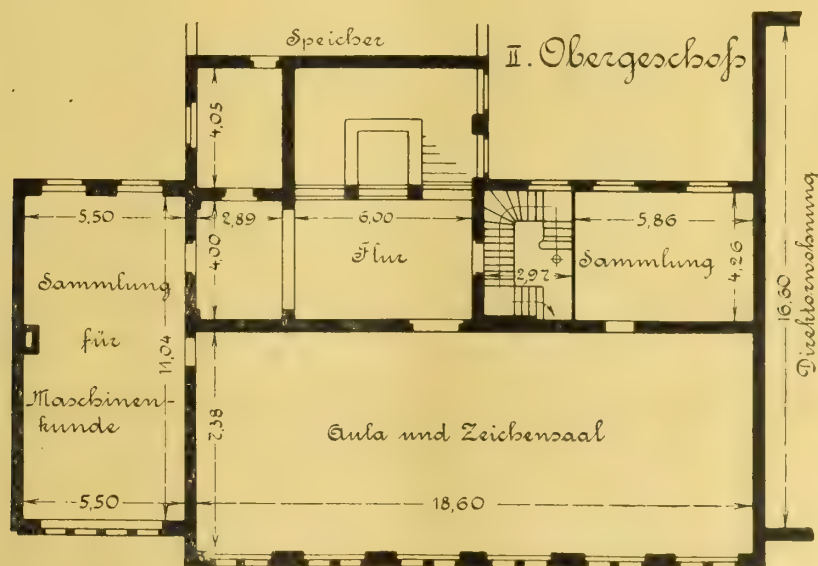 Speicher
II. Obergeschoß
4,05
5,50
2,89
6,00
5,86
4,00
Flur
2,97
Sammlung
4,26
16,60
Direktorwohnung
Sammlung
für
Maschinen-
kunde
11,04
7,38
Aula und Zeichensaal
5,50
18,60